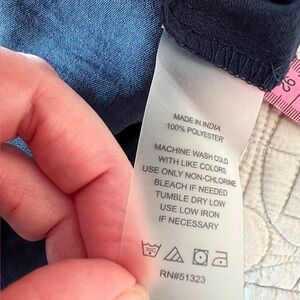 MADE IN INDIA
100% POLYESTER
MACHINE WASH COLD
WITH LIKE COLORS
USE ONLY NON-CHLORINE
BLEACH IF NEEDED
TUMBLE DRY LOW
USE LOW IRON
IF NECESSARY
RN#51323
92